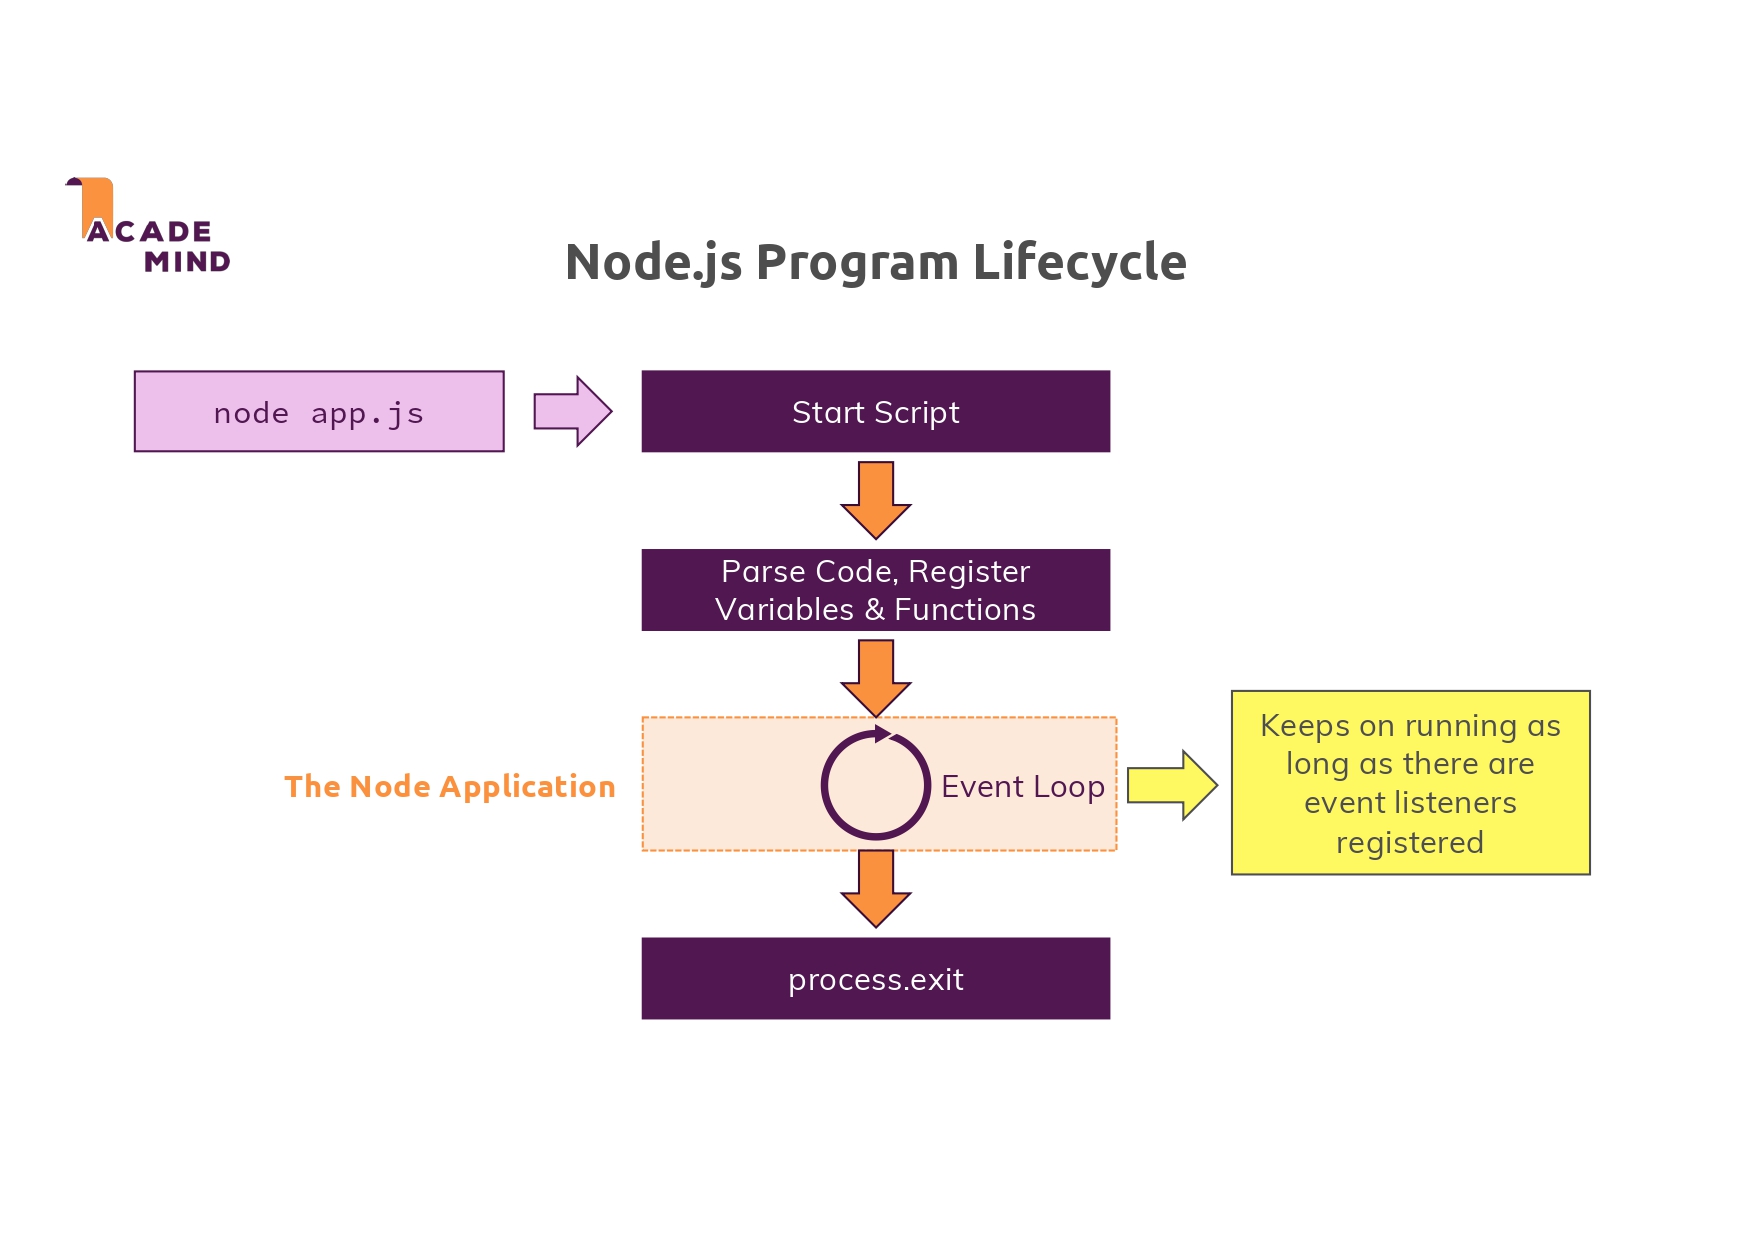 ACADE
MIND
Node.js Program Lifecycle
node app.js
Start Script
Parse Code, Register
Variables & Functions
The Node Application
Event Loop
Keeps on running as
long as there are
event listeners
registered
process.exit